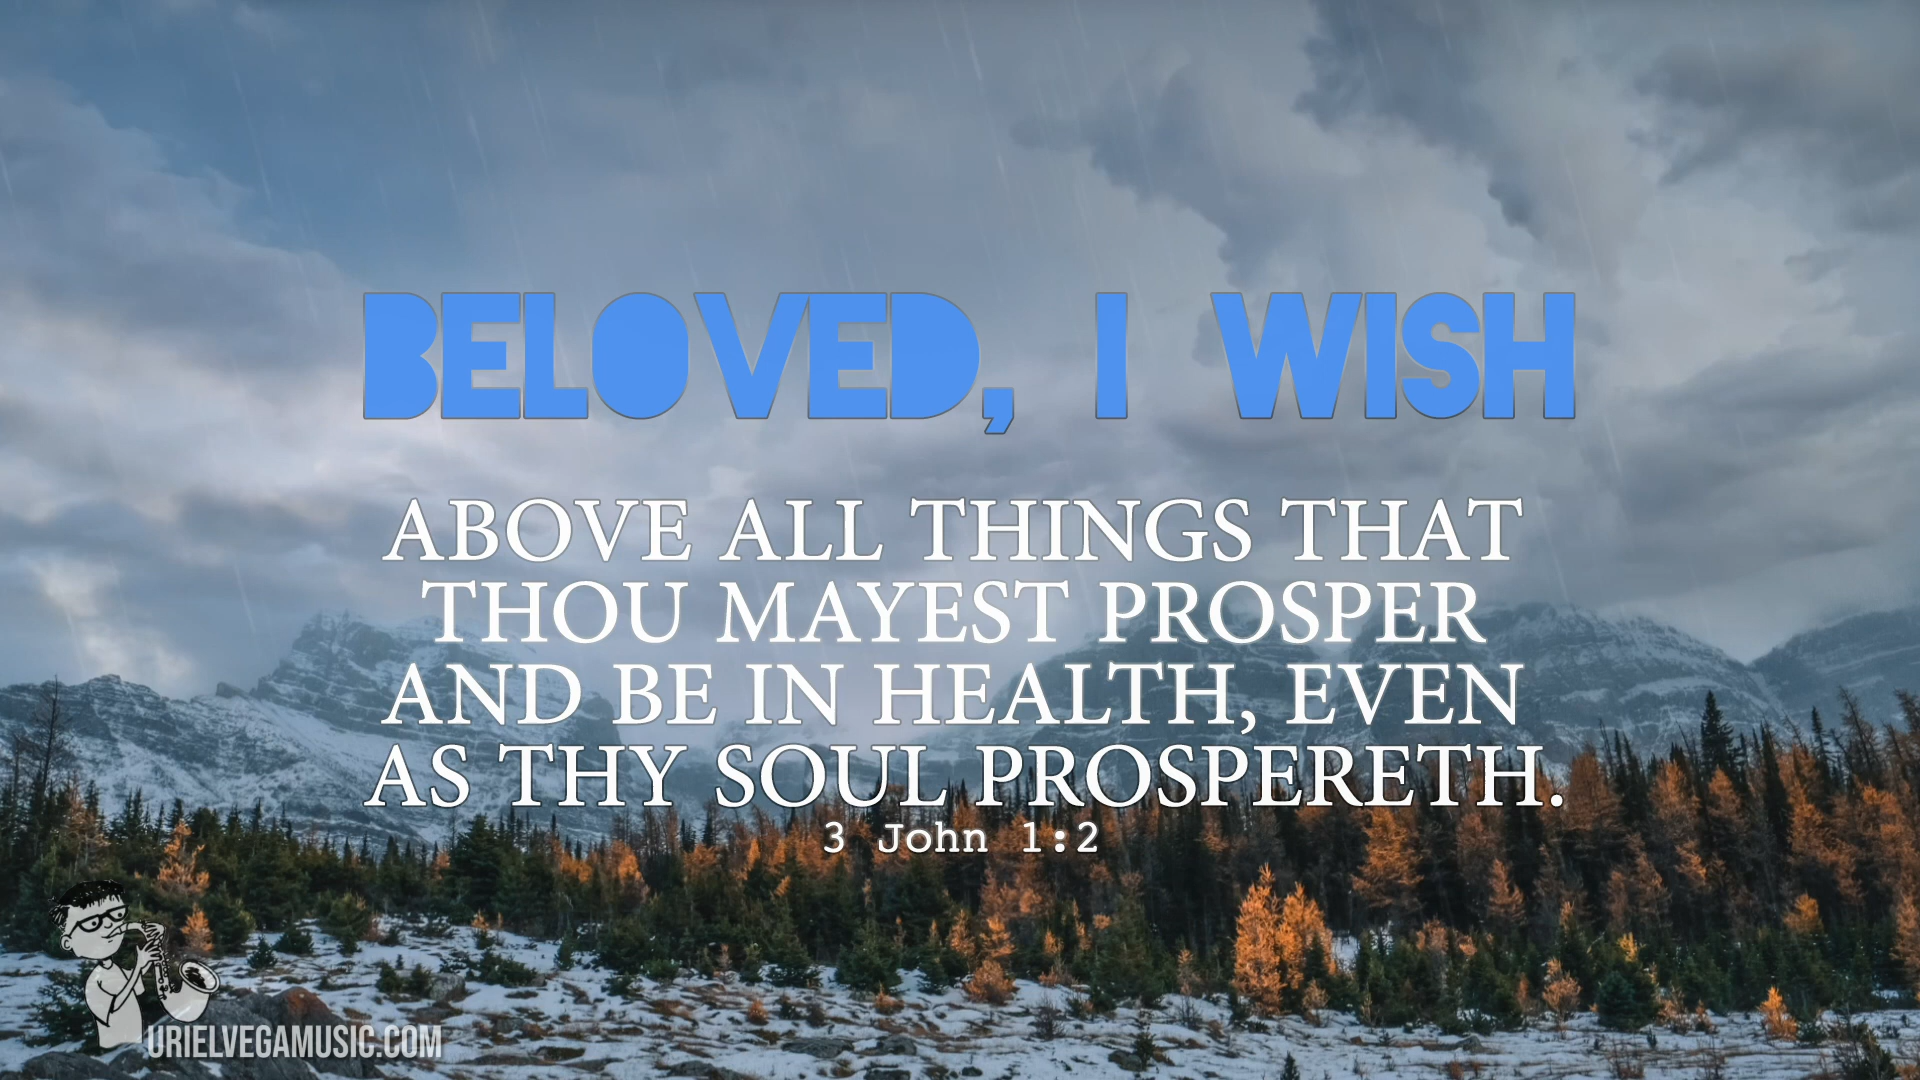 BELOVED, I WISH
ABOVE ALL THINGS THAT
THOU MAYEST PROSPER
AND BE IN HEALTH, EVEN
AS THY SOUL PROSPERETH.
3 John 1:2
URIELVEGAMUSIC.COM